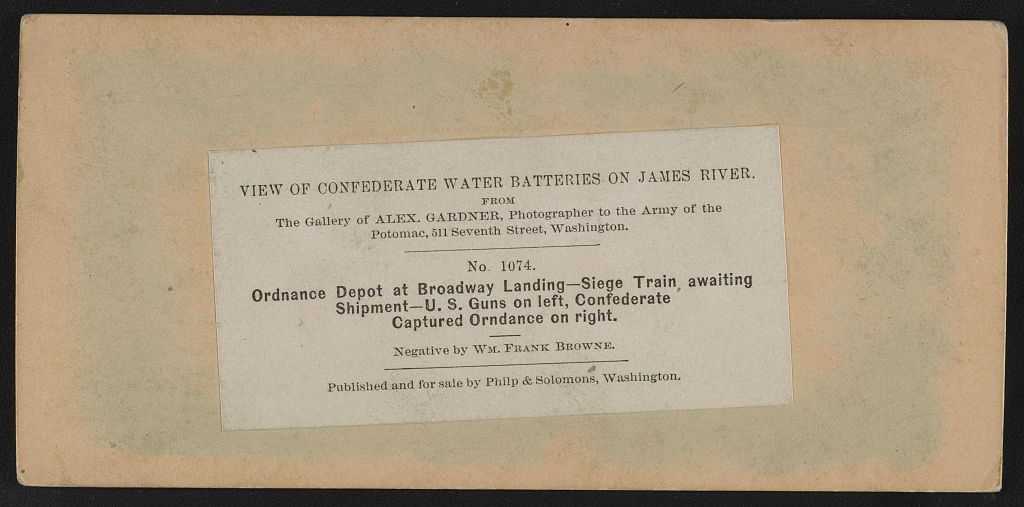 VIEW OF CONFEDERATE WATER BATTERIES ON JAMES RIVER.
FROM
The Gallery of ALEX. GARDNER, Photographer to the Army of the
Potomac, 511 Seventh Street, Washington.
No. 1074.
Ordnance Depot at Broadway Landing—Siege Train, awaiting
Shipment—U. S. Guns on left, Confederate
Captured Orndance on right.
Negative by WM. FRANK BROWNE.
Published and for sale by Philp & Solomons, Washington.